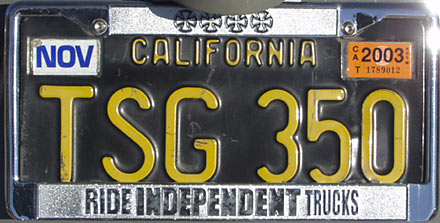 CALIFORNIA
NOV
CA T 2003
1789012
TSG 350
RIDE INDEPENDENT TRUCKS